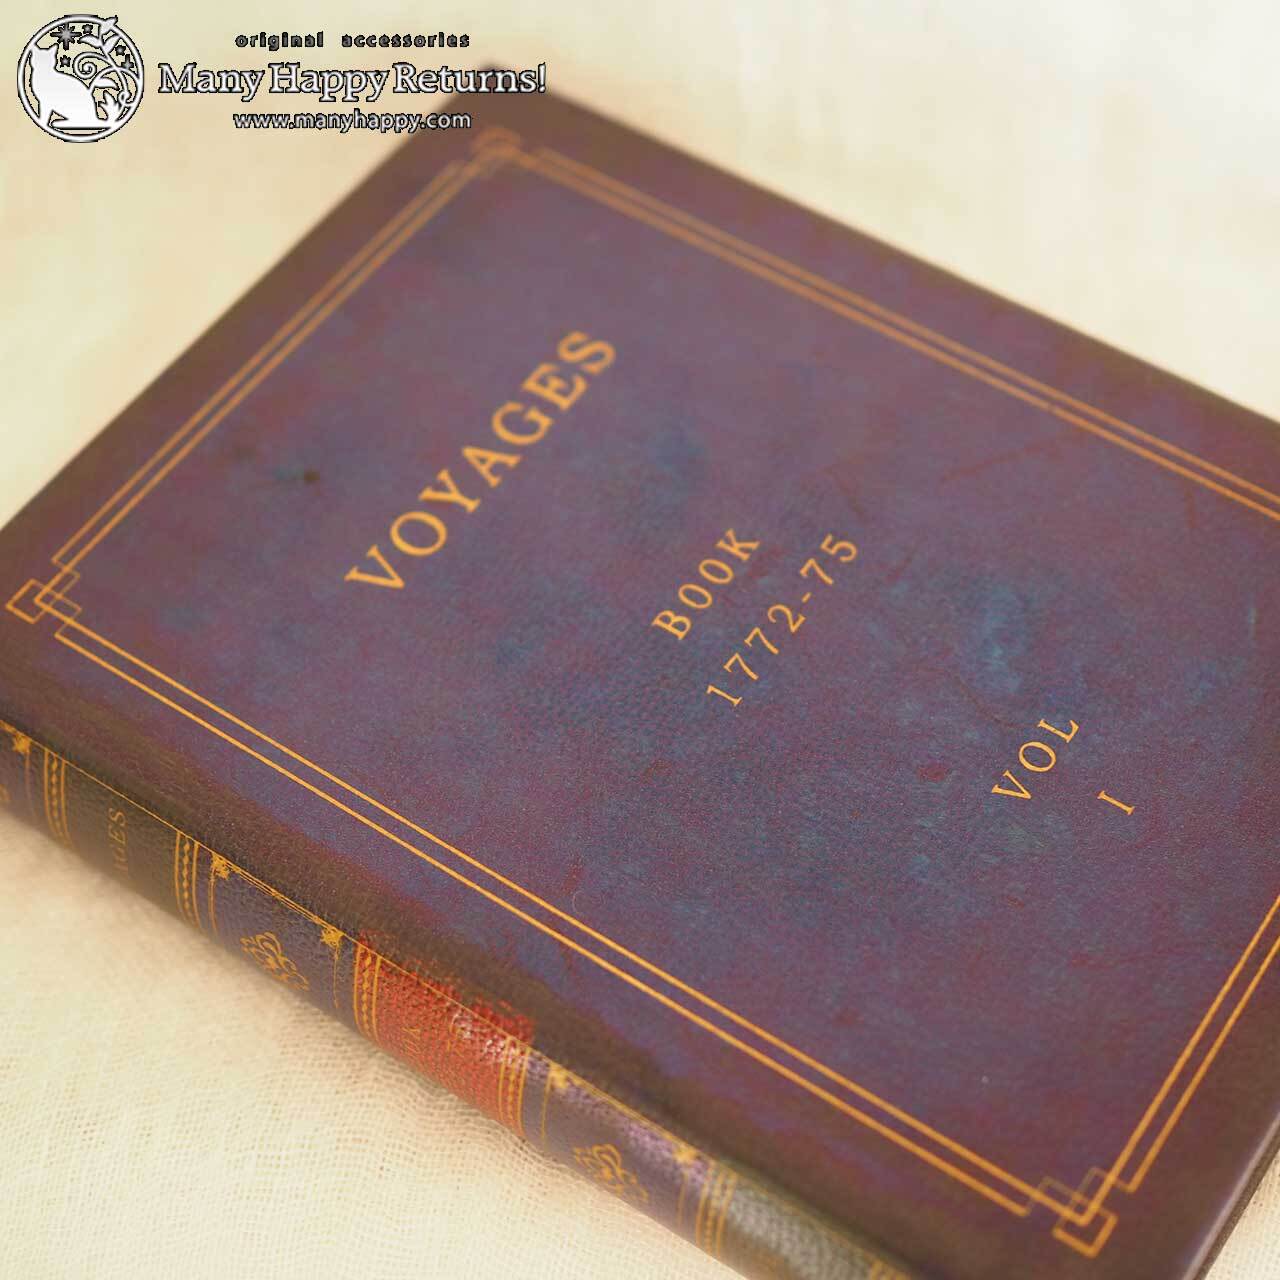 original accessories
Many Happy Returns!
www.manyhappy.com
VOYAGES
BOOK
1772-75
VOL
I